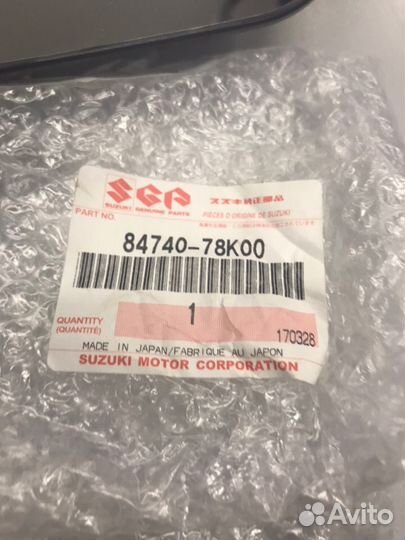 SGP
スズキ純正部品
SUZUKI GENUINE PARTS
PIÈCES D'ORIGINE DE SUZUKI
PART NO.
84740-78K00
QUANTITY
(QUANTITÉ)
1
170328
MADE IN JAPAN/FABRIQUE AU JAPON
SUZUKI MOTOR CORPORATION
Avito